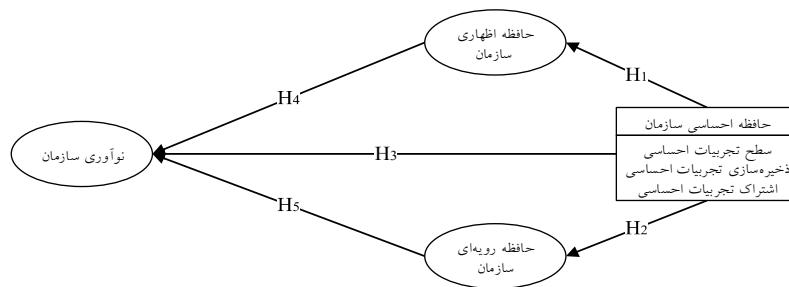 حافظه اظهاری
سازمان
H1
H4
حافظه احساسی سازمان
نوآوری سازمان
H3
سطح تجربیات احساسی
ذخیره‌سازی تجربیات احساسی
اشتراک تجربیات احساسی
H5
H2
حافظه رویه‌ای
سازمان